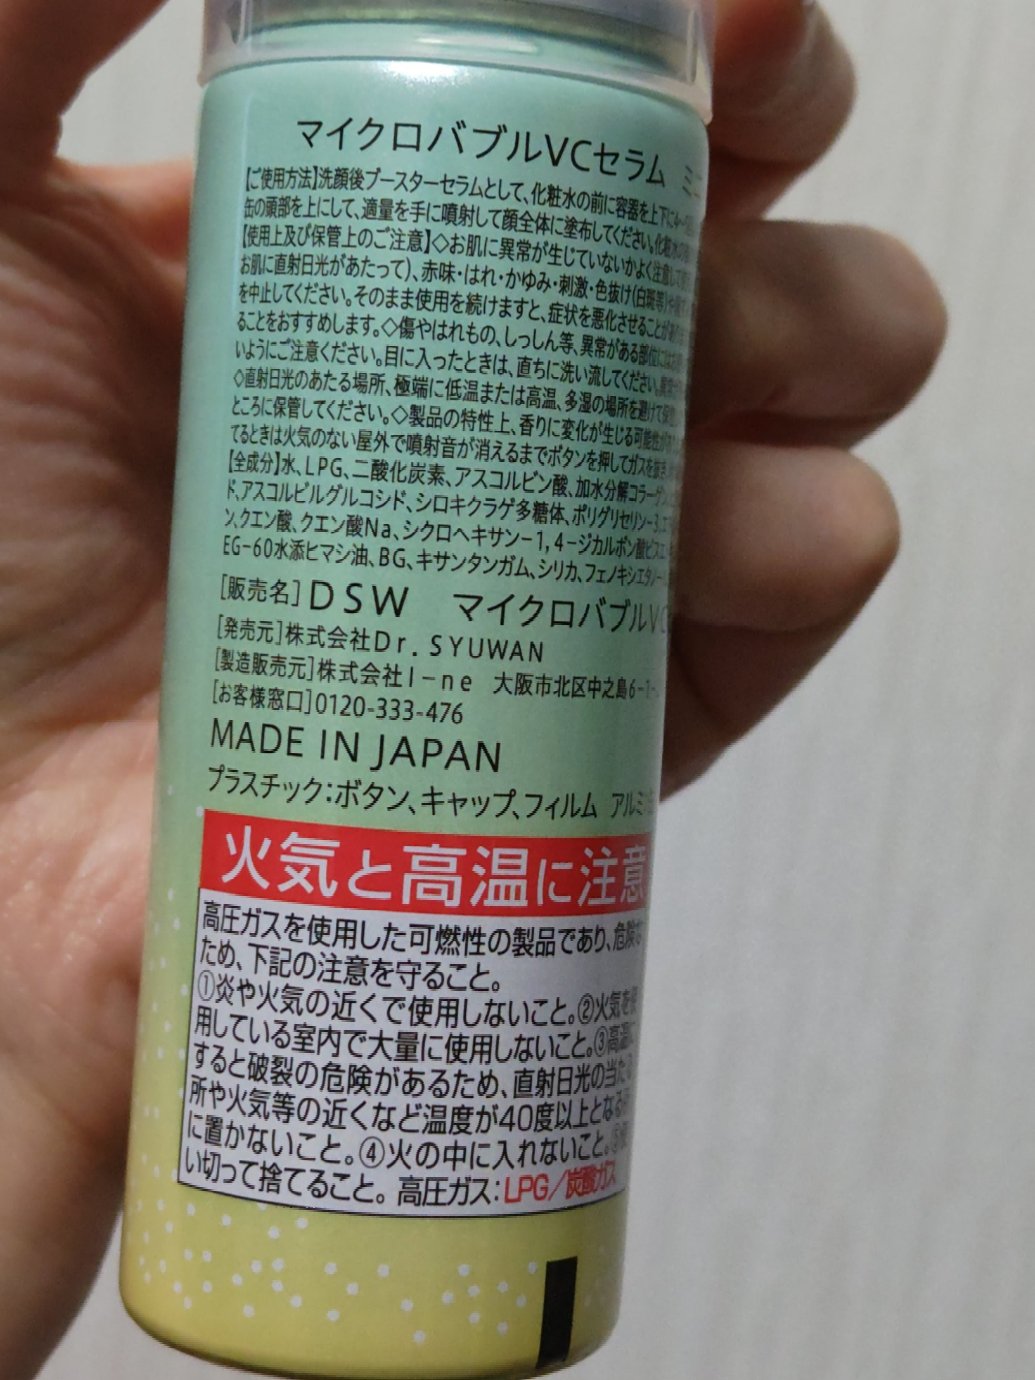 マイクロバブルVCセラム ミニ
【ご使用方法】洗顔後ブースターセラムとして、化粧水の前に容器を上下に4~
缶の頭部を上にして、適量を手に噴射して顔全体に塗布してください。化粧水の
【使用上及び保管上のご注意】◇お肌に異常が生じていないかよく注意して
お肌に直射日光があたって)、赤味・はれ・かゆみ・刺激・色抜け(白斑等)や
を中止してください。そのまま使用を続けますと、症状を悪化させることが
ることをおすすめします。◇傷やはれもの、しっしん等、異常がある部位には
いようにご注意ください。目に入ったときは、直ちに洗い流してください。
◇直射日光のあたる場所、極端に低温または高温、多湿の場所を避けて保管
ところに保管してください。◇製品の特性上、香りに変化が生じる可能性が
てるときは火気のない屋外で噴射音が消えるまでボタンを押してガスを抜き
【全成分】水、LPG、二酸化炭素、アスコルビン酸、加水分解コラーゲン、
ド、アスコルビルグルコシド、シロキクラゲ多糖体、ポリグリセリン-3、
ン、クエン酸、クエン酸Na、シクロヘキサン-1,4-ジカルボン酸ビス
EG-60水添ヒマシ油、BG、キサンタンガム、シリカ、フェノキシエタノール
[販売名]DSW マイクロバブルVC
[発売元]株式会社Dr. SYUWAN
[製造販売元]株式会社I-ne 大阪市北区中之島6-1-
[お客様窓口]0120-333-476
MADE IN JAPAN
プラスチック:ボタン、キャップ、フィルム アルミ:
火気と高温に注意
高圧ガスを使用した可燃性の製品であり、危険な
ため、下記の注意を守ること。
①炎や火気の近くで使用しないこと。②火気を使
用している室内で大量に使用しないこと。③高温に
すると破裂の危険があるため、直射日光の当たる
所や火気等の近くなど温度が40度以上となる所
に置かないこと。④火の中に入れないこと。⑤使
い切って捨てること。 高圧ガス:LPG/炭酸ガス